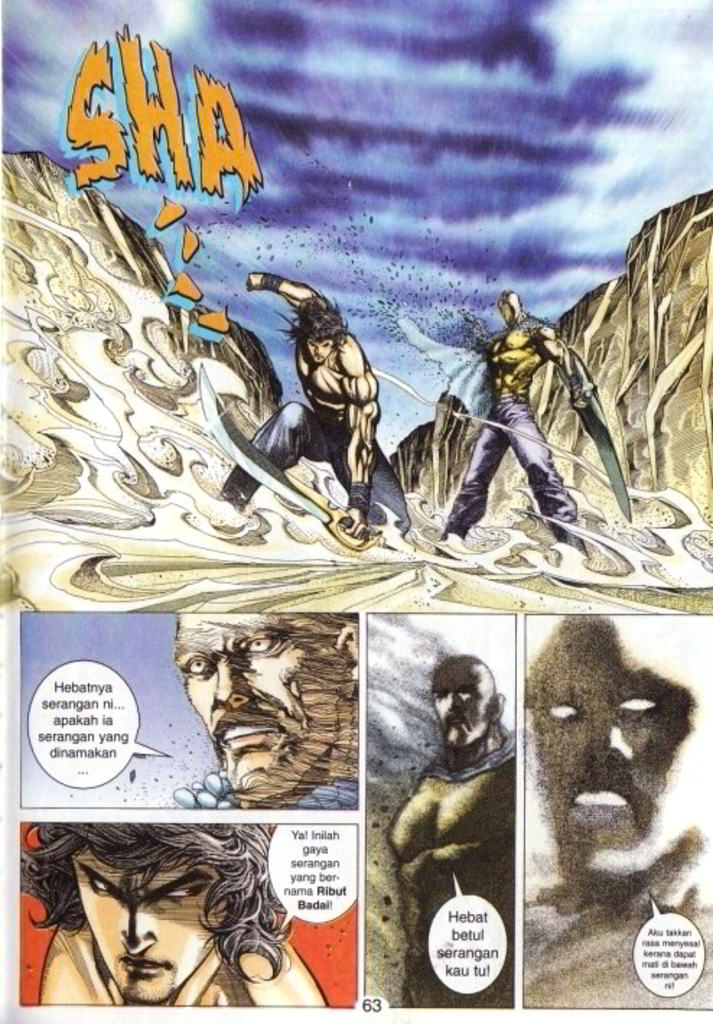 SHA
Hebatnya
serangan ni...
apakah ia
serangan yang
dinamakan
...
Ya! Inilah
gaya
serangan
yang ber-
nama Ribut
Badai!
Hebat
betul
serangan
kau tu!
Aku takkan
rasa menyesal
kerana dapat
mati di bawah
serangan
ni!
63